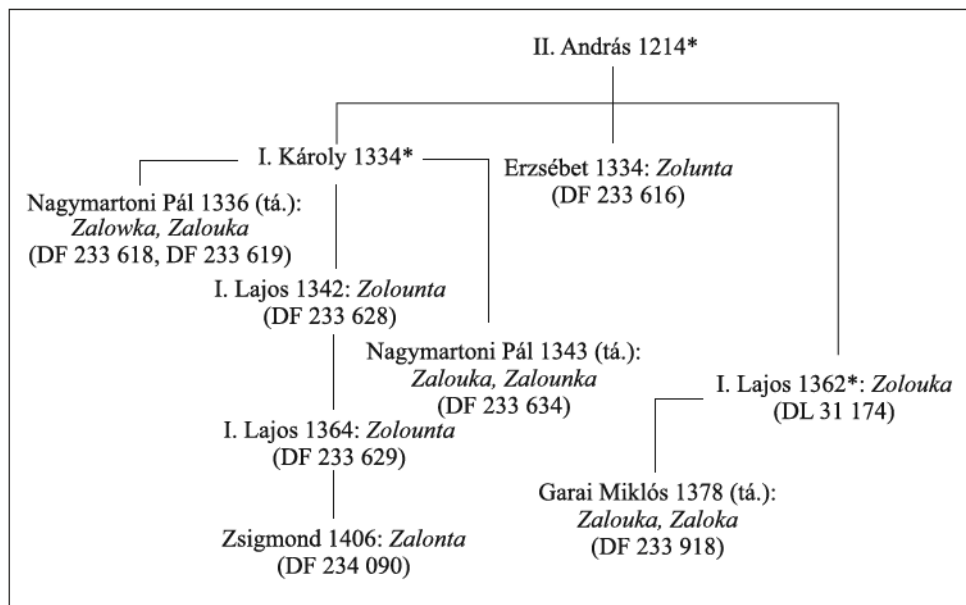 II. András 1214*
I. Károly 1334*
Erzsébet 1334: Zolunta
(DF 233 616)
Nagymartoni Pál 1336 (tá.):
Zalowka, Zalouka
(DF 233 618, DF 233 619)
I. Lajos 1342: Zolounta
(DF 233 628)
Nagymartoni Pál 1343 (tá.):
Zalouka, Zalounka
(DF 233 634)
I. Lajos 1362*: Zolouka
(DL 31 174)
I. Lajos 1364: Zolounta
(DF 233 629)
Garai Miklós 1378 (tá.):
Zalouka, Zaloka
(DF 233 918)
Zsigmond 1406: Zalonta
(DF 234 090)